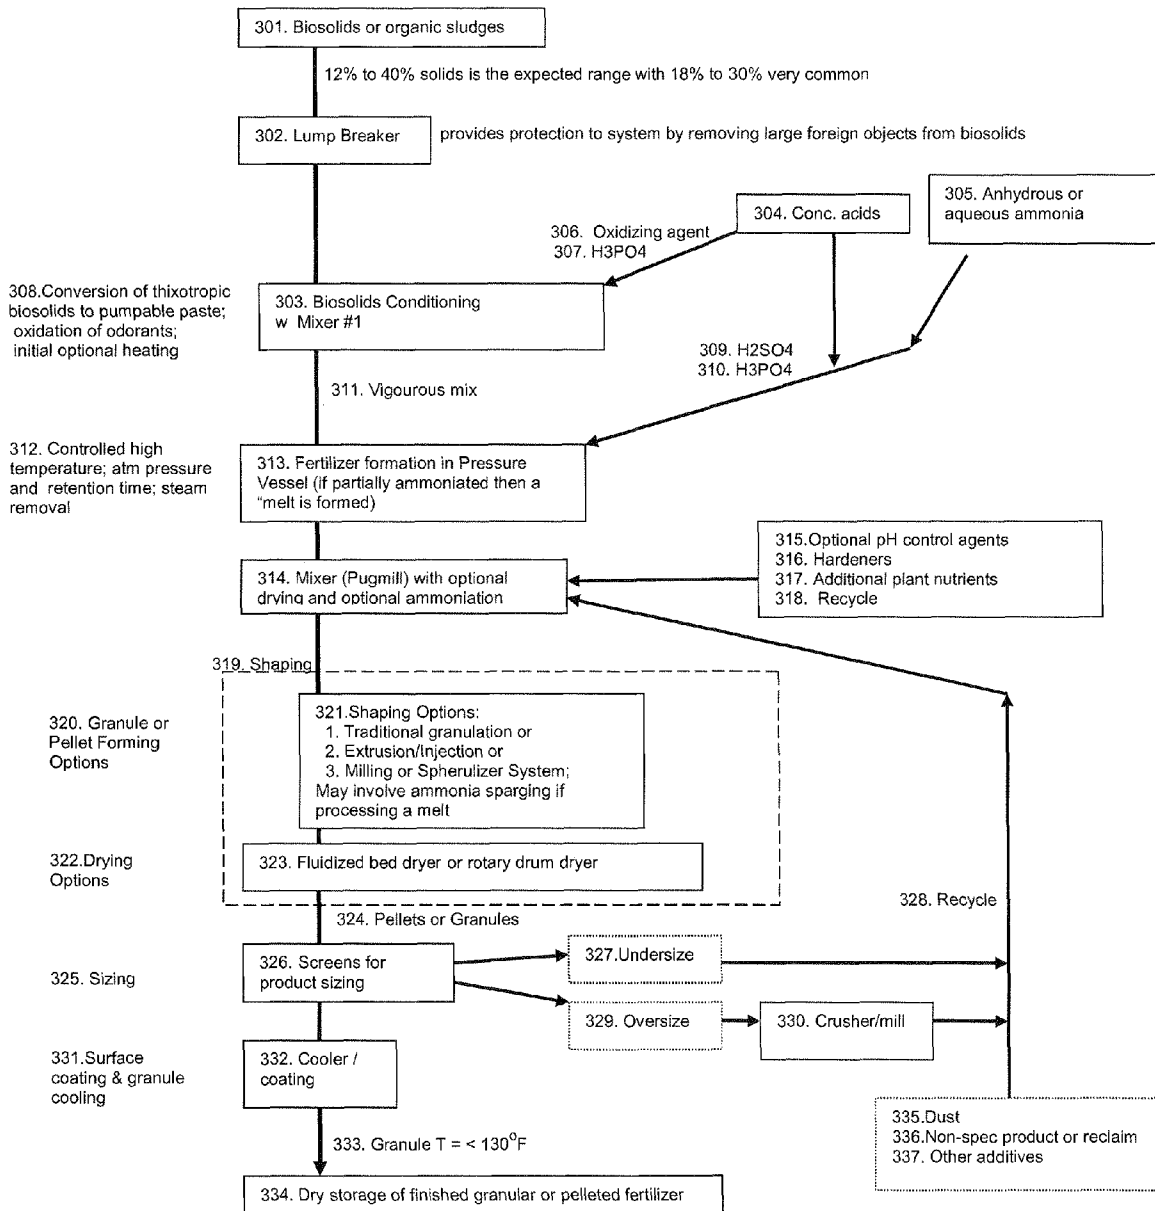 301. Biosolids or organic sludges
12% to 40% solids is the expected range with 18% to 30% very common
302. Lump Breaker
provides protection to system by removing large foreign objects from biosolids
304. Conc. acids
305. Anhydrous or
aqueous ammonia
306. Oxidizing agent
307. H3PO4
308.Conversion of thixotropic
biosolids to pumpable paste;
oxidation of odorants;
initial optional heating
303. Biosolids Conditioning
w Mixer #1
309. H2SO4
310. H3PO4
311. Vigourous mix
312. Controlled high
temperature; atm pressure
and retention time; steam
removal
313. Fertilizer formation in Pressure
Vessel (if partially ammoniated then a
“melt is formed)
314. Mixer (Pugmill) with optional
drying and optional ammoniation
315.Optional pH control agents
316. Hardeners
317. Additional plant nutrients
318. Recycle
319. Shaping
320. Granule or
Pellet Forming
Options
321.Shaping Options:
1. Traditional granulation or
2. Extrusion/Injection or
3. Milling or Spherulizer System;
May involve ammonia sparging if
processing a melt
322.Drying
Options
323. Fluidized bed dryer or rotary drum dryer
324. Pellets or Granules
325. Sizing
326. Screens for
product sizing
327.Undersize
328. Recycle
329. Oversize
330. Crusher/mill
331.Surface
coating & granule
cooling
332. Cooler /
coating
333. Granule T = < 130°F
334. Dry storage of finished granular or pelleted fertilizer
335.Dust
336.Non-spec product or reclaim
337. Other additives